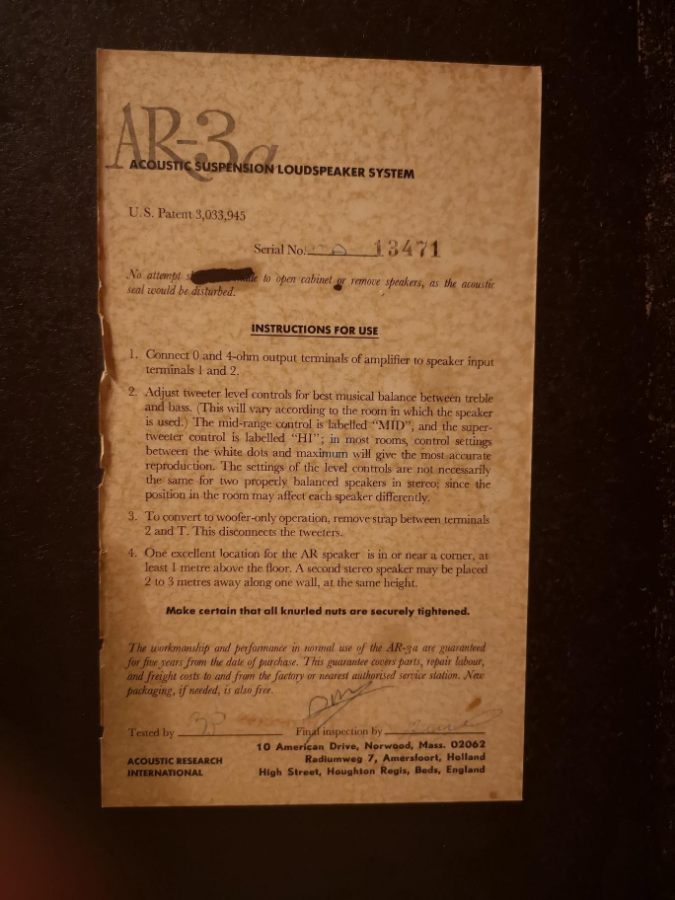 AR-3a
ACOUSTIC SUSPENSION LOUDSPEAKER SYSTEM
U.S. Patent 3,033,945
Serial No. 13471
No attempt to open cabinet or remove speakers, as the acoustic
seal would be disturbed.
INSTRUCTIONS FOR USE
1. Connect 0 and 4-ohm output terminals of amplifier to speaker input
terminals 1 and 2.
2. Adjust tweeter level controls for best musical balance between treble
and bass. (This will vary according to the room in which the speaker
is used.) The mid-range control is labelled "MID", and the super-
tweeter control is labelled "HI"; in most rooms, control settings
between the white dots and maximum will give the most accurate
reproduction. The settings of the level controls are not necessarily
the same for two properly balanced speakers in stereo; since the
position in the room may affect each speaker differently.
3. To convert to woofer-only operation, remove strap between terminals
2 and T. This disconnects the tweeters.
4. One excellent location for the AR speaker is in or near a corner, at
least 1 metre above the floor. A second stereo speaker may be placed
2 to 3 metres away along one wall, at the same height.
Make certain that all knurled nuts are securely tightened.
The workmanship and performance in normal use of the AR-3a are guaranteed
for five years from the date of purchase. This guarantee covers parts, repair labour,
and freight costs to and from the factory or nearest authorised service station. New
packaging, if needed, is also free.
Tested by Final inspection by
10 American Drive, Norwood, Mass. 02062
ACOUSTIC RESEARCH Radiumweg 7, Amersfoort, Holland
INTERNATIONAL High Street, Houghton Regis, Beds, England